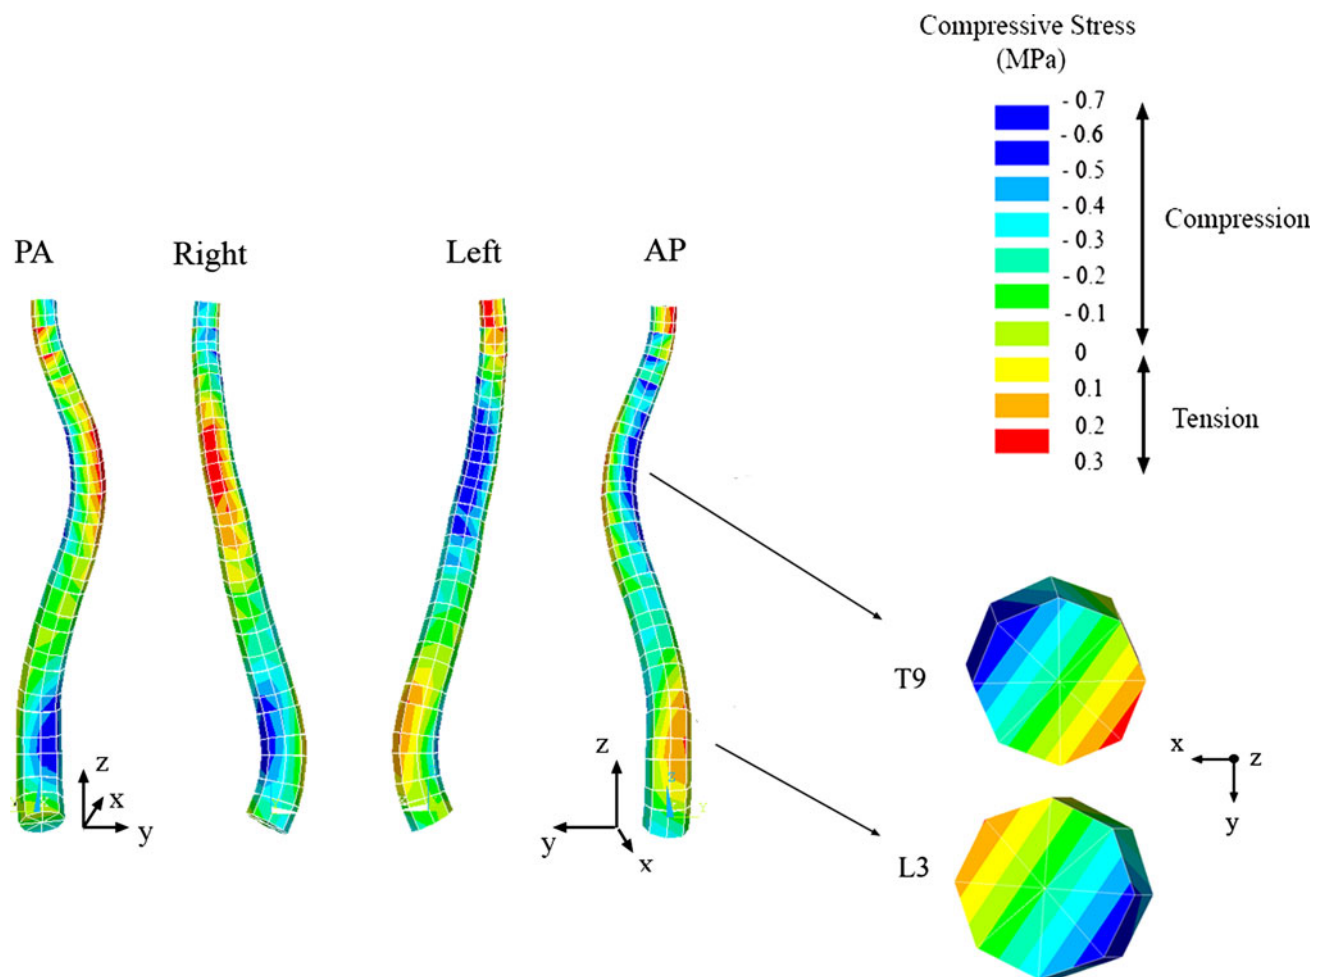 Compressive Stress
(MPa)
- 0.7
- 0.6
- 0.5
- 0.4
- 0.3
- 0.2
- 0.1
0
0.1
0.2
0.3
Compression
Tension
PA
Right
Left
AP
z
x
y
z
y
x
T9
L3
x
z
y